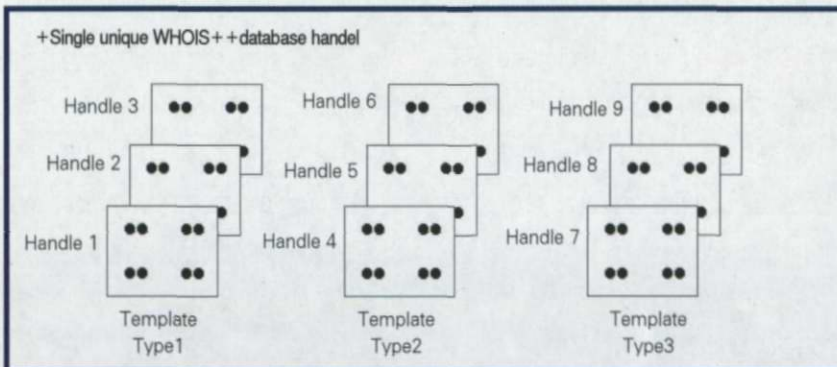 +Single unique WHOIS++database handel
Handle 3
Handle 6
Handle 9
Handle 2
Handle 5
Handle 8
Handle 1
Handle 4
Handle 7
Template
Type1
Template
Type2
Template
Type3